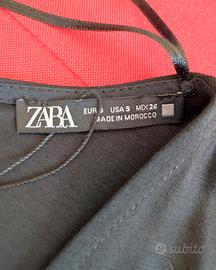 ZARA
EUR S USA S MEX 26
MADE IN MOROCCO
subito